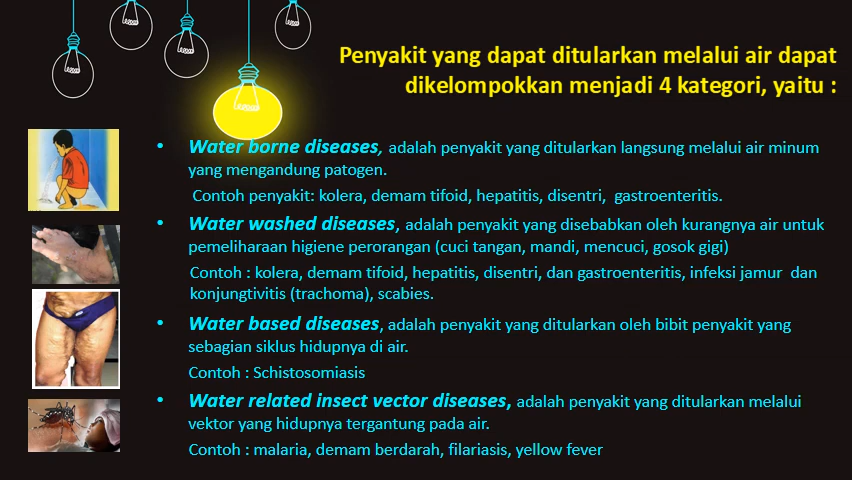 Penyakit yang dapat ditularkan melalui air dapat
dikelompokkan menjadi 4 kategori, yaitu :
• Water borne diseases, adalah penyakit yang ditularkan langsung melalui air minum
yang mengandung patogen.
Contoh penyakit: kolera, demam tifoid, hepatitis, disentri, gastroenteritis.
• Water washed diseases, adalah penyakit yang disebabkan oleh kurangnya air untuk
pemeliharaan higiene perorangan (cuci tangan, mandi, mencuci, gosok gigi)
Contoh : kolera, demam tifoid, hepatitis, disentri, dan gastroenteritis, infeksi jamur dan
konjungtivitis (trachoma), scabies.
• Water based diseases, adalah penyakit yang ditularkan oleh bibit penyakit yang
sebagian siklus hidupnya di air.
Contoh : Schistosomiasis
• Water related insect vector diseases, adalah penyakit yang ditularkan melalui
vektor yang hidupnya tergantung pada air.
Contoh : malaria, demam berdarah, filariasis, yellow fever